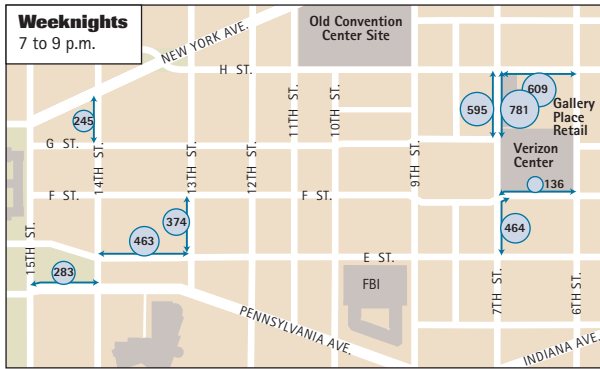 Weeknights
7 to 9 p.m.
NEW YORK AVE.
Old Convention
Center Site
H ST.
609
595
781
Gallery
Place
Retail
245
11TH ST.
10TH ST.
G ST.
14TH ST.
13TH ST.
12TH ST.
9TH ST.
Verizon
Center
136
F ST.
F ST.
374
464
463
15TH ST.
E ST.
283
FBI
7TH ST.
6TH ST.
PENNSYLVANIA AVE.
INDIANA AVE.